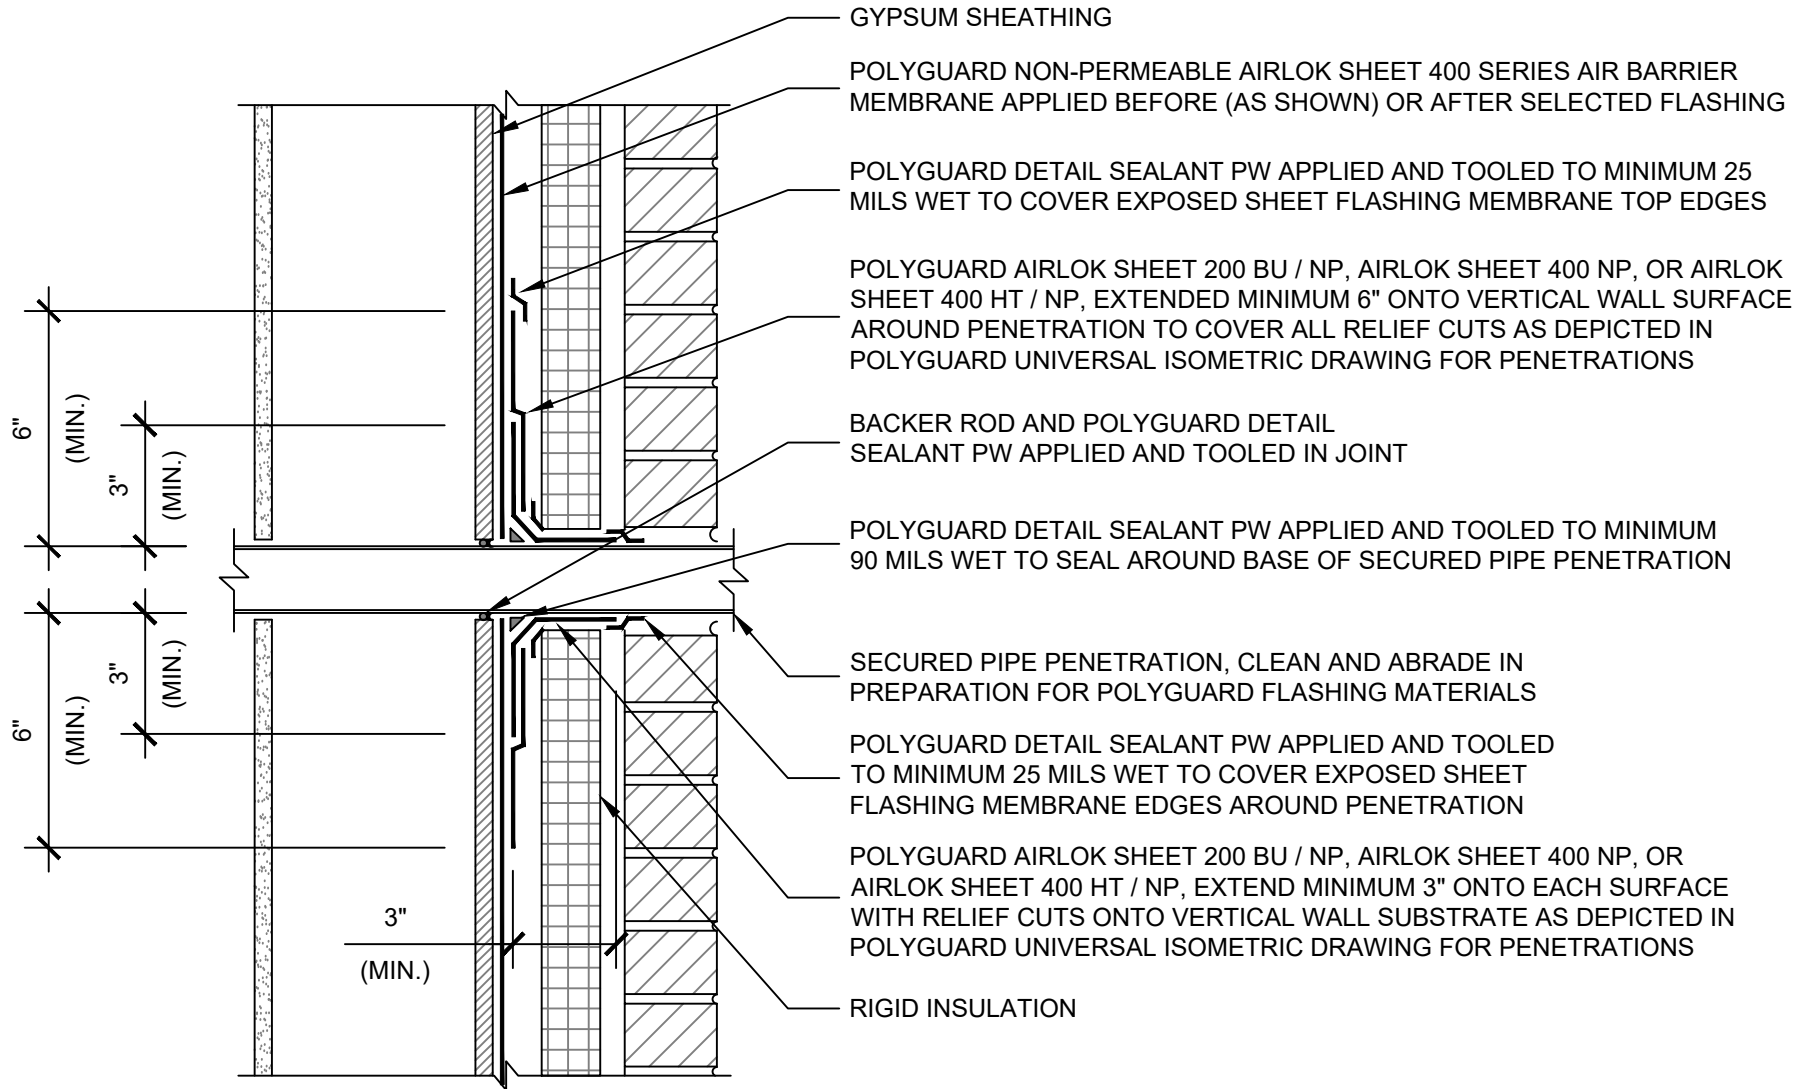 GYPSUM SHEATHING
POLYGUARD NON-PERMEABLE AIRLOK SHEET 400 SERIES AIR BARRIER
MEMBRANE APPLIED BEFORE (AS SHOWN) OR AFTER SELECTED FLASHING
POLYGUARD DETAIL SEALANT PW APPLIED AND TOOLED TO MINIMUM 25
MILS WET TO COVER EXPOSED SHEET FLASHING MEMBRANE TOP EDGES
POLYGUARD AIRLOK SHEET 200 BU / NP, AIRLOK SHEET 400 NP, OR AIRLOK
SHEET 400 HT / NP, EXTENDED MINIMUM 6" ONTO VERTICAL WALL SURFACE
AROUND PENETRATION TO COVER ALL RELIEF CUTS AS DEPICTED IN
POLYGUARD UNIVERSAL ISOMETRIC DRAWING FOR PENETRATIONS
BACKER ROD AND POLYGUARD DETAIL
SEALANT PW APPLIED AND TOOLED IN JOINT
POLYGUARD DETAIL SEALANT PW APPLIED AND TOOLED TO MINIMUM
90 MILS WET TO SEAL AROUND BASE OF SECURED PIPE PENETRATION
SECURED PIPE PENETRATION, CLEAN AND ABRADE IN
PREPARATION FOR POLYGUARD FLASHING MATERIALS
POLYGUARD DETAIL SEALANT PW APPLIED AND TOOLED
TO MINIMUM 25 MILS WET TO COVER EXPOSED SHEET
FLASHING MEMBRANE EDGES AROUND PENETRATION
POLYGUARD AIRLOK SHEET 200 BU / NP, AIRLOK SHEET 400 NP, OR
AIRLOK SHEET 400 HT / NP, EXTEND MINIMUM 3" ONTO EACH SURFACE
WITH RELIEF CUTS ONTO VERTICAL WALL SUBSTRATE AS DEPICTED IN
POLYGUARD UNIVERSAL ISOMETRIC DRAWING FOR PENETRATIONS
RIGID INSULATION
6"
(MIN.)
3"
(MIN.)
3"
(MIN.)
6"
(MIN.)
3"
(MIN.)